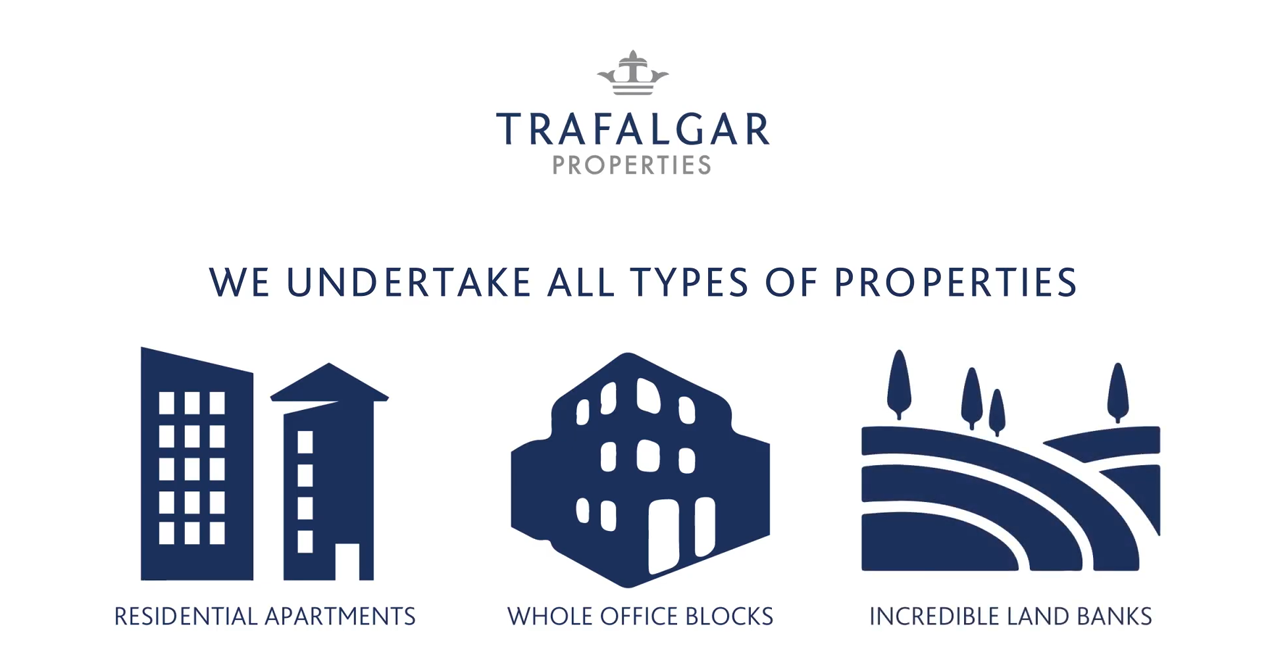 TRAFALGAR
PROPERTIES
WE UNDERTAKE ALL TYPES OF PROPERTIES
RESIDENTIAL APARTMENTS
WHOLE OFFICE BLOCKS
INCREDIBLE LAND BANKS